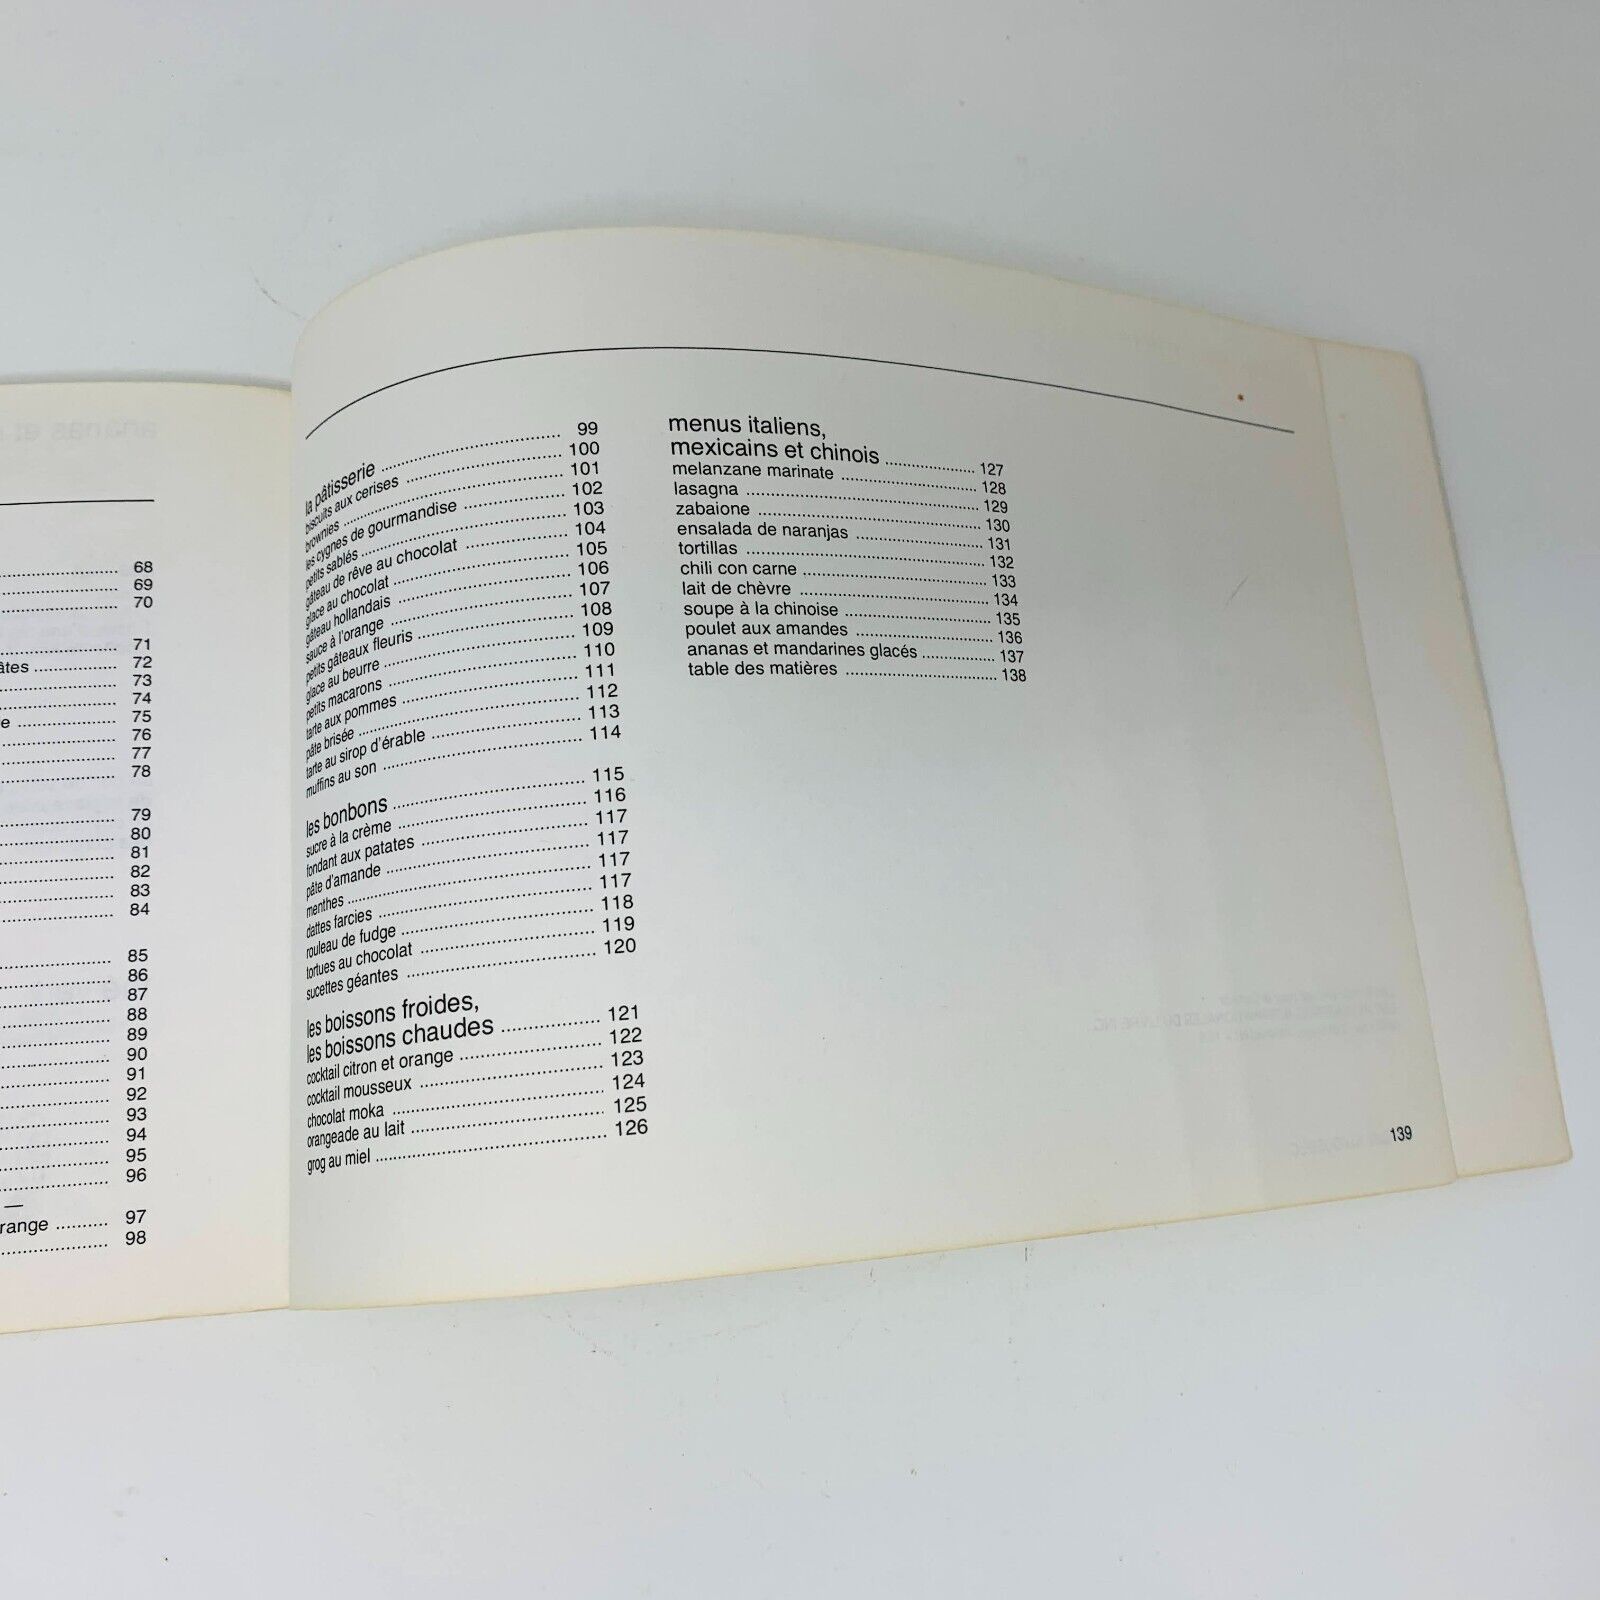 68
69
70
71
âtes ........ 72
73
74
75
76
77
78
79
80
81
82
83
84
85
86
87
88
89
90
91
92
93
94
95
96
—
range ........ 97
98
la pâtisserie ........ 99
biscuits aux cerises ........ 100
brownies ........ 101
les cygnes de gourmandise ........ 102
petits sablés ........ 103
gâteau de rêve au chocolat ........ 104
glace au chocolat ........ 105
gâteau hollandais ........ 106
sauce à l'orange ........ 107
petits gâteaux fleuris ........ 108
glace au beurre ........ 109
petits macarons ........ 110
tarte aux pommes ........ 111
pâte brisée ........ 112
tarte au sirop d'érable ........ 113
muffins au son ........ 114
les bonbons ........ 115
sucre à la crème ........ 116
fondant aux patates ........ 117
pâte d'amande ........ 117
menthes ........ 117
dattes farcies ........ 117
rouleau de fudge ........ 118
tortues au chocolat ........ 119
sucettes géantes ........ 120
les boissons froides,
les boissons chaudes ........ 121
cocktail citron et orange ........ 122
cocktail mousseux ........ 123
chocolat moka ........ 124
orangeade au lait ........ 125
grog au miel ........ 126
menus italiens,
mexicains et chinois ........ 127
melanzane marinate ........ 128
lasagna ........ 129
zabaione ........ 130
ensalada de naranjas ........ 131
tortillas ........ 132
chili con carne ........ 133
lait de chèvre ........ 134
soupe à la chinoise ........ 135
poulet aux amandes ........ 136
ananas et mandarines glacés ........ 137
table des matières ........ 138
139